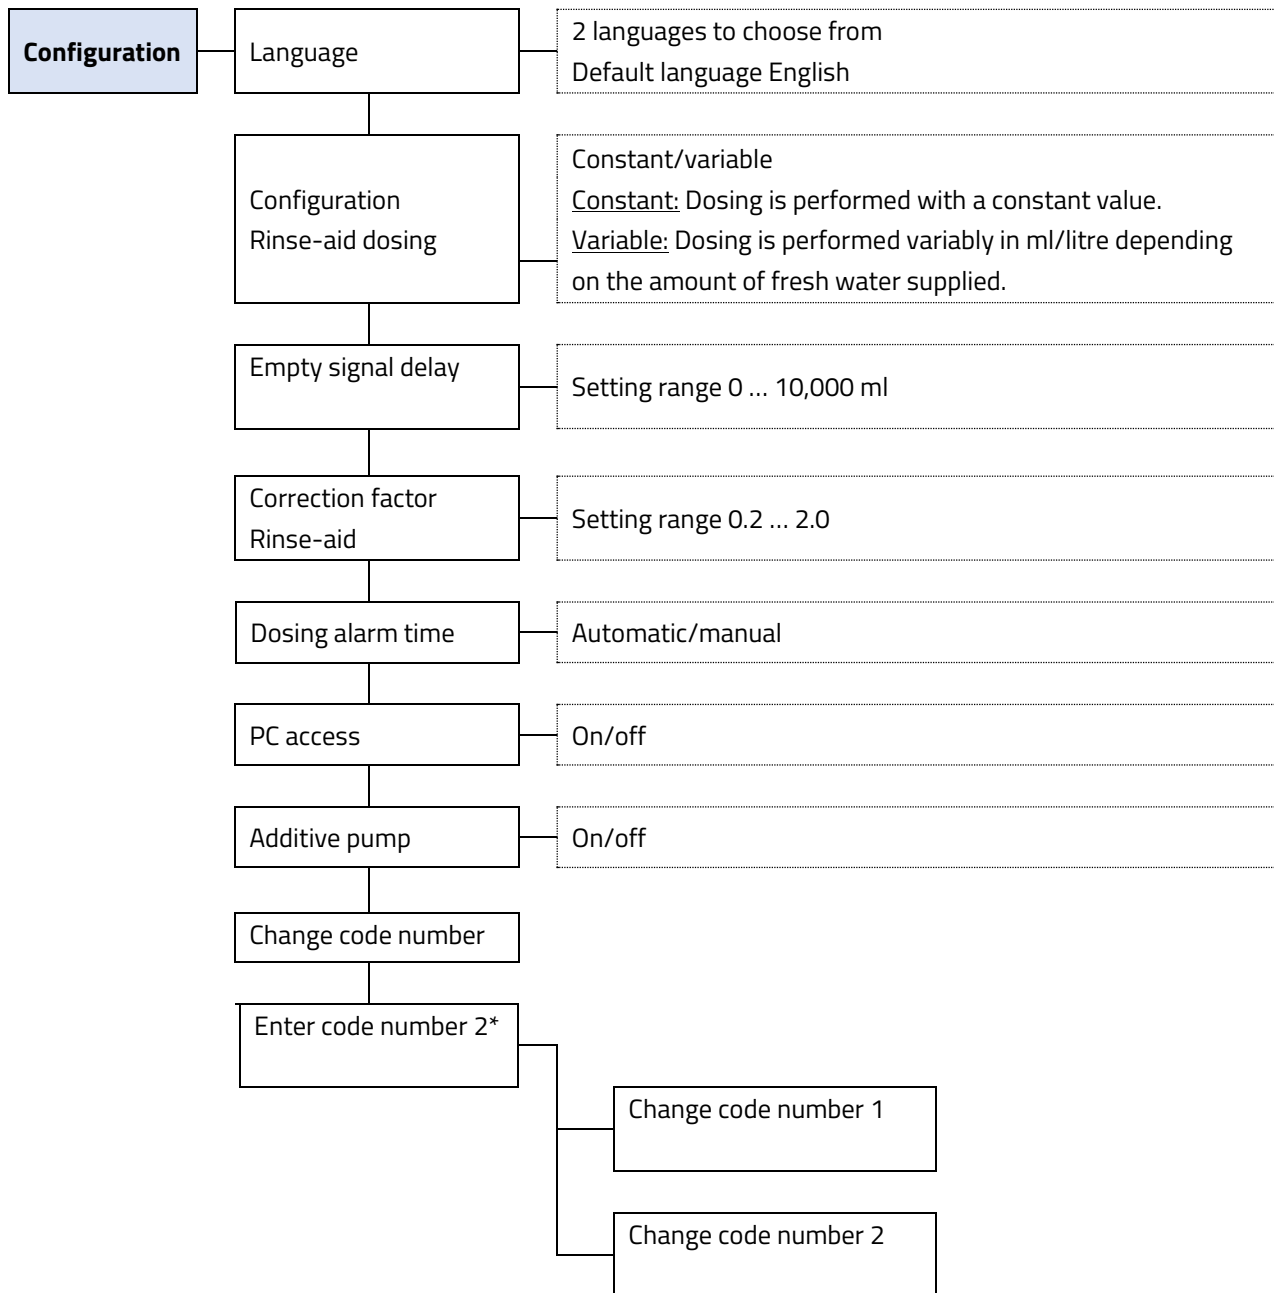 Configuration
Language
2 languages to choose from
Default language English
Configuration
Rinse-aid dosing
Constant/variable
Constant: Dosing is performed with a constant value.
Variable: Dosing is performed variably in ml/litre depending
on the amount of fresh water supplied.
Empty signal delay
Setting range 0 … 10,000 ml
Correction factor
Rinse-aid
Setting range 0.2 … 2.0
Dosing alarm time
Automatic/manual
PC access
On/off
Additive pump
On/off
Change code number
Enter code number 2*
Change code number 1
Change code number 2